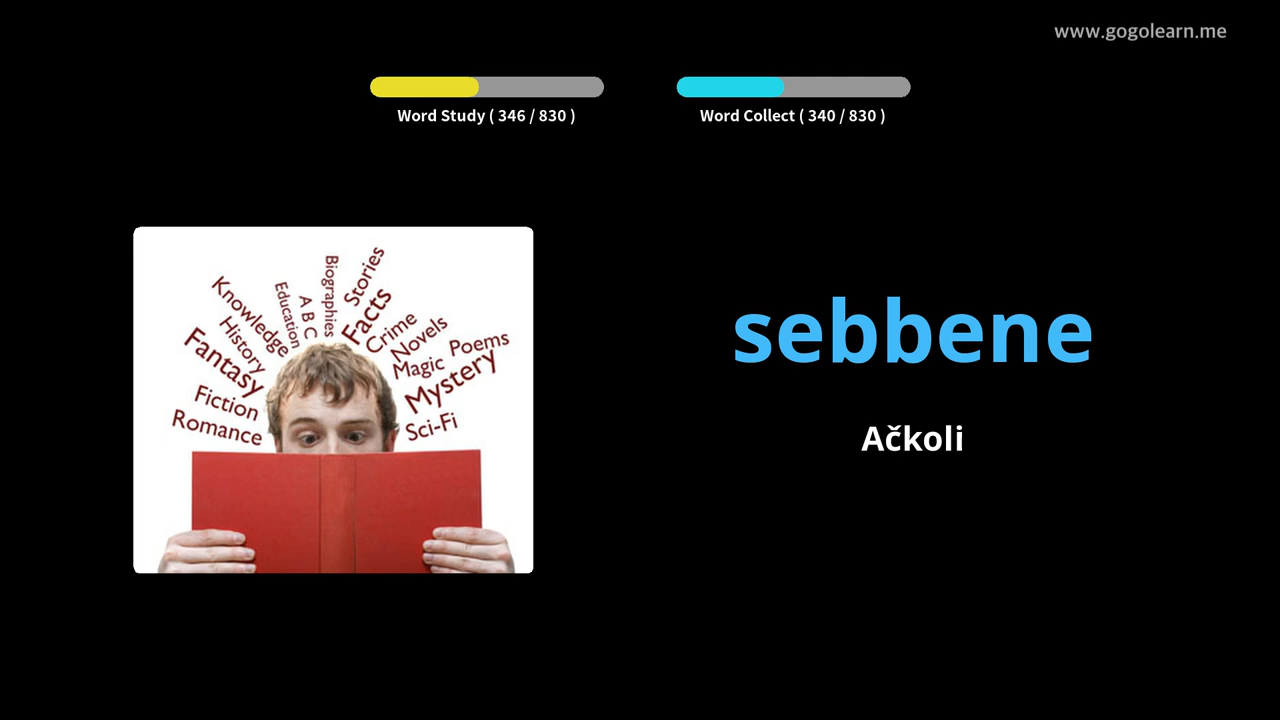 www.gogolearn.me
Word Study ( 346 / 830 )
Word Collect ( 340 / 830 )
Biographies
Stories
Knowledge
Education
A B C
Facts
Crime
History
Novels
Poems
Fantasy
Magic
Mystery
Fiction
Romance
Sci-Fi
sebbene
Ačkoli